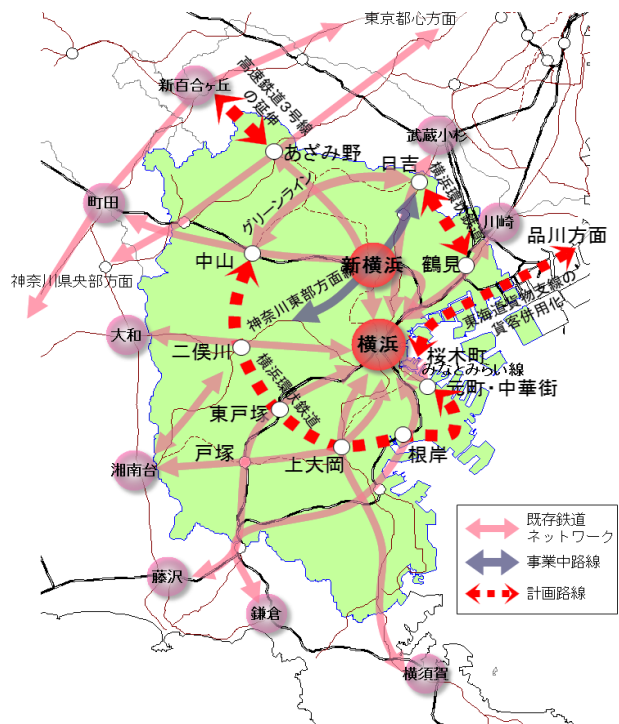 東京都心方面
新百合ヶ丘
高速鉄道3号線
の延伸
武蔵小杉
あざみ野
日吉
横浜環状鉄道
グリーンライン
町田
川崎
品川方面
中山
新横浜
鶴見
神奈川県央部方面
神奈川東部方面線
東海道貨物支線の
貨客併用化
大和
二俣川
横浜
桜木町
みなとみらい線
元町・中華街
横浜環状鉄道
東戸塚
戸塚
上大岡
根岸
湘南台
既存鉄道
ネットワーク
事業中路線
計画路線
藤沢
鎌倉
横須賀